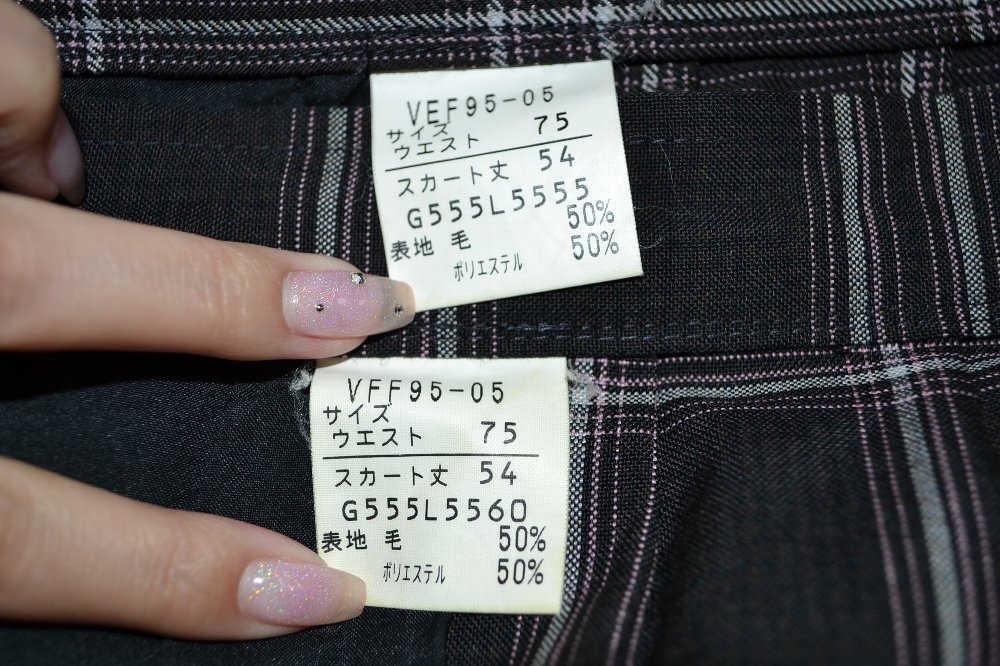 VEF95-05
サイズ
ウエスト 75
スカート丈 54
G555L5555
表地 毛 50%
ポリエステル 50%
VFF95-05
サイズ
ウエスト 75
スカート丈 54
G555L5560
表地 毛 50%
ポリエステル 50%